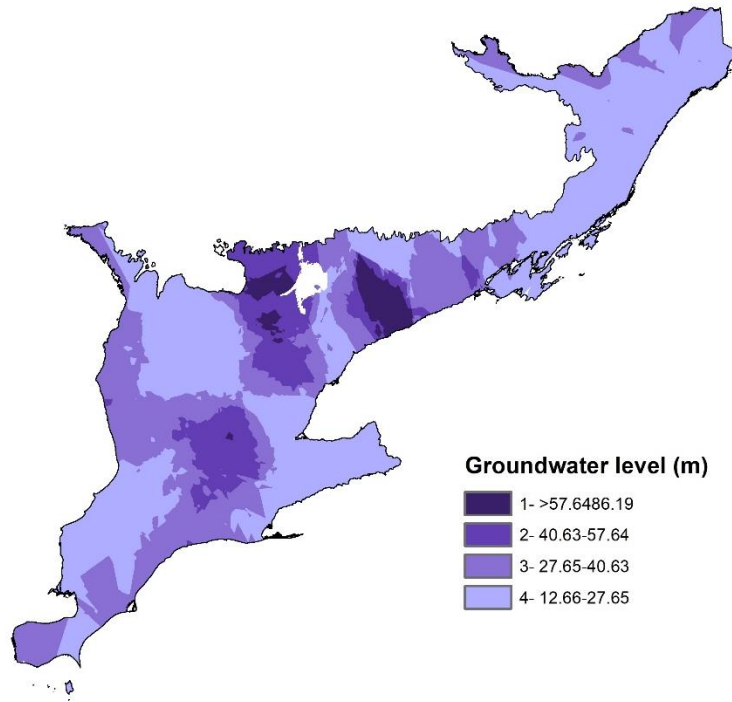 Groundwater level (m)
1- >57.6486.19
2- 40.63-57.64
3- 27.65-40.63
4- 12.66-27.65